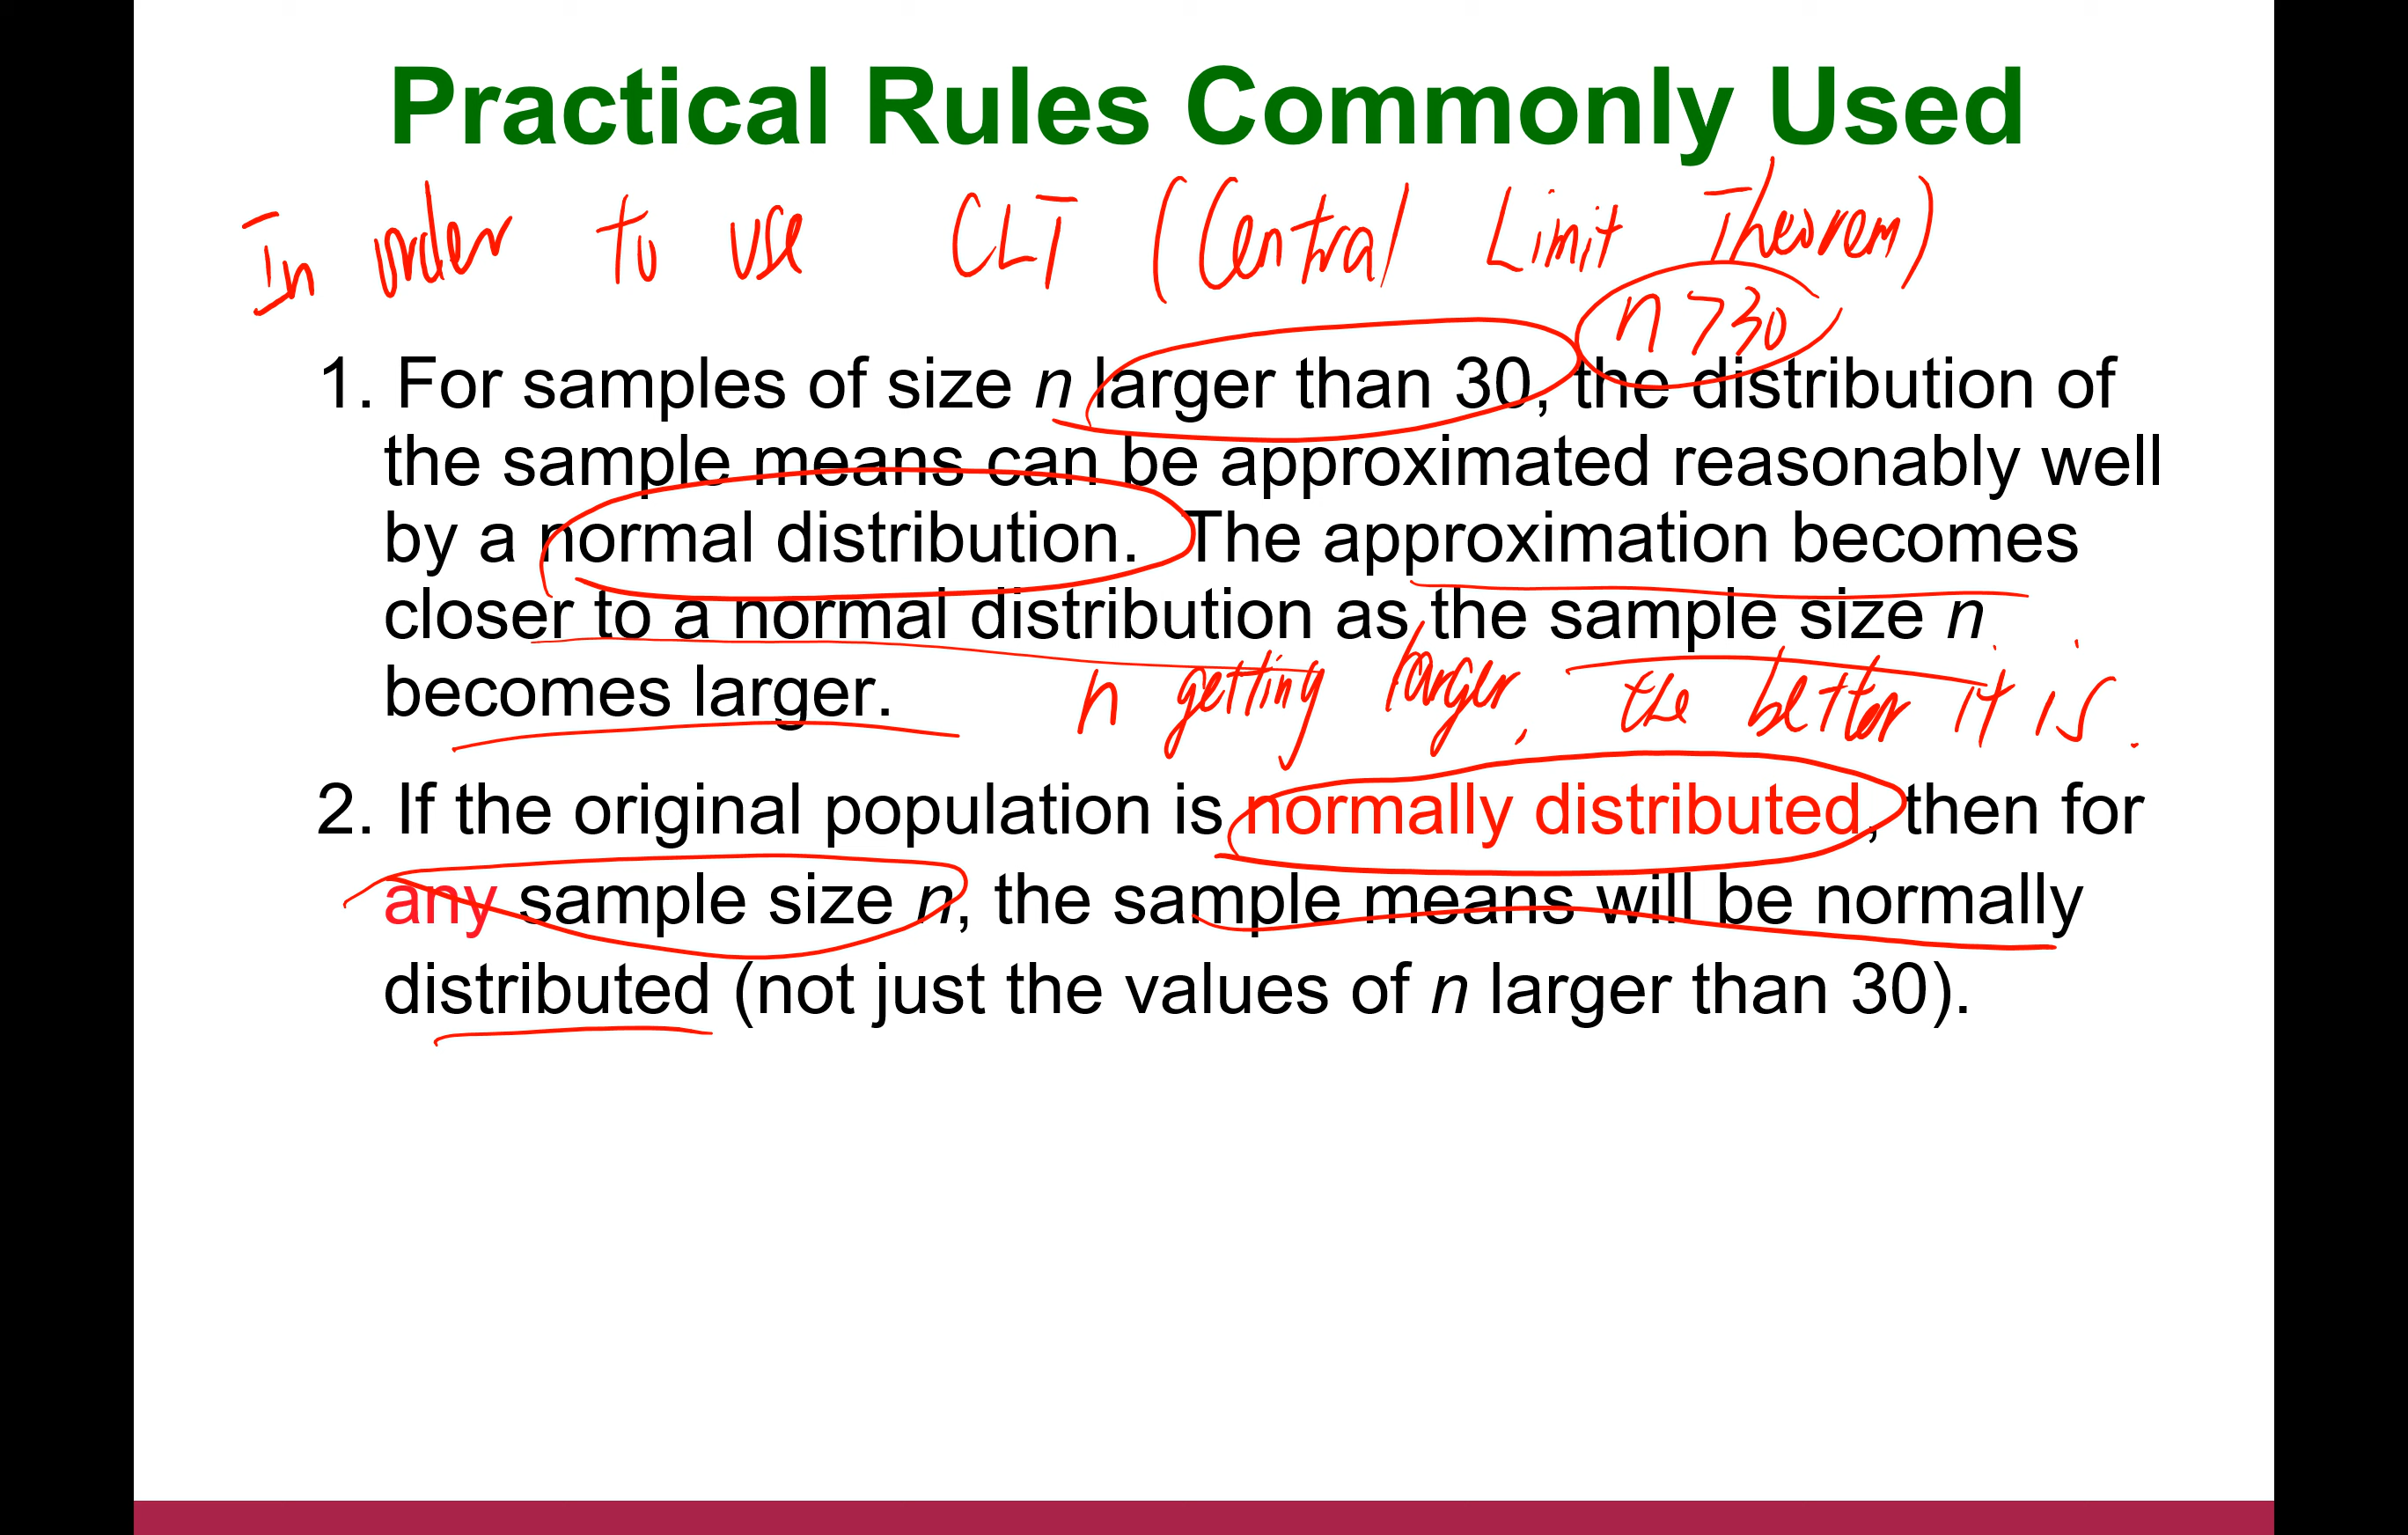 Practical Rules Commonly Used
In order to use CLT (Central Limit Theorem)
n >30
1. For samples of size n larger than 30, the distribution of
the sample means can be approximated reasonably well
by a normal distribution. The approximation becomes
closer to a normal distribution as the sample size n
becomes larger.
n getting larger, the better it is.
2. If the original population is normally distributed, then for
any sample size n, the sample means will be normally
distributed (not just the values of n larger than 30).